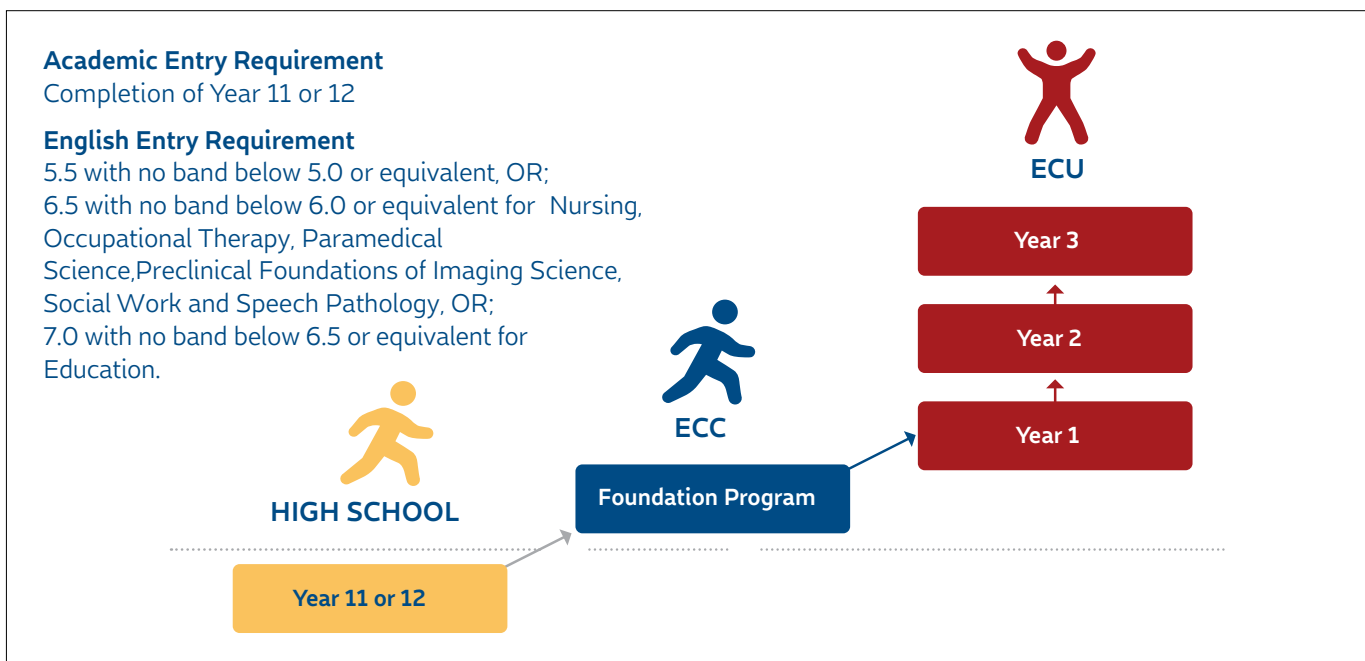 Academic Entry Requirement
Completion of Year 11 or 12
English Entry Requirement
5.5 with no band below 5.0 or equivalent, OR;
6.5 with no band below 6.0 or equivalent for Nursing,
Occupational Therapy, Paramedical
Science,Preclinical Foundations of Imaging Science,
Social Work and Speech Pathology, OR;
7.0 with no band below 6.5 or equivalent for
Education.
HIGH SCHOOL
Year 11 or 12
ECC
Foundation Program
ECU
Year 3
Year 2
Year 1